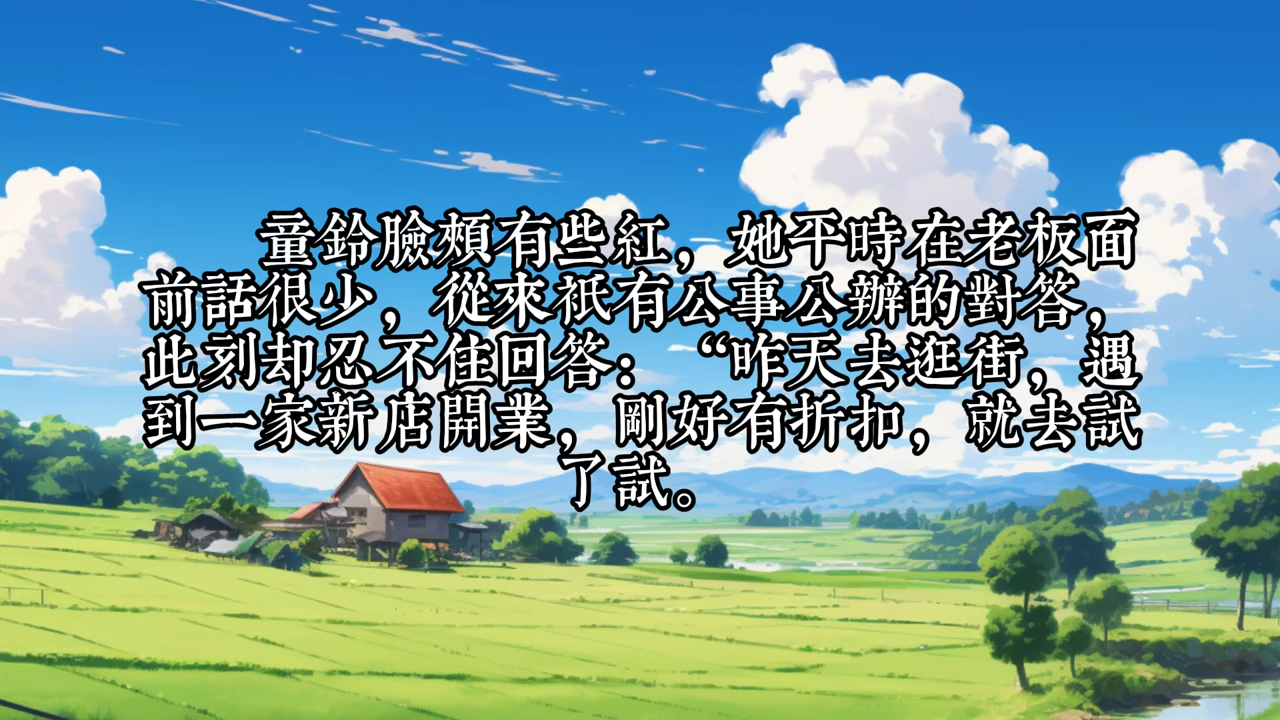 童鈴臉頰有些紅，她平時在老板面
前話很少，從來衹有公事公辦的對答，
此刻却忍不住回答：“昨天去逛街，遇
到一家新店開業，剛好有折扣，就去試
了試。